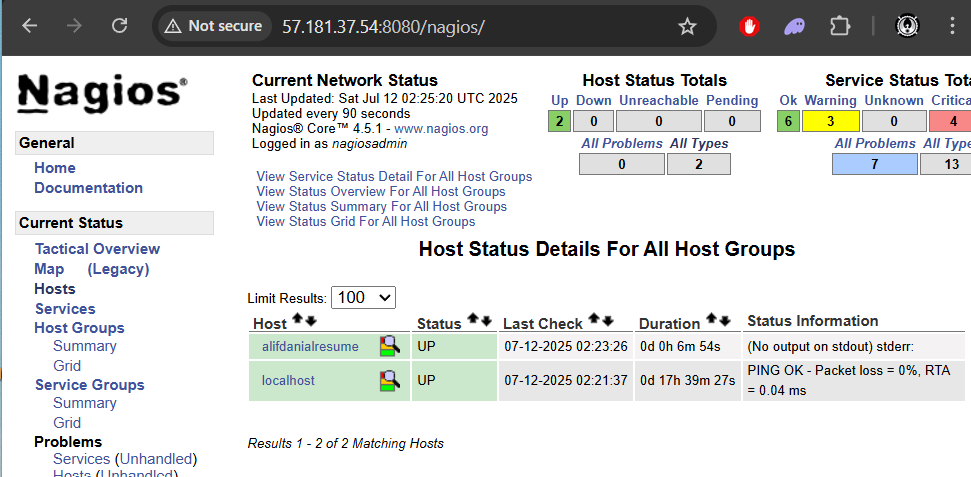 Not secure 57.181.37.54:8080/nagios/
Nagios®
General
Home
Documentation
Current Status
Tactical Overview
Map (Legacy)
Hosts
Services
Host Groups
Summary
Grid
Service Groups
Summary
Grid
Problems
Services (Unhandled)
Hosts (Unhandled)
Current Network Status
Last Updated: Sat Jul 12 02:25:20 UTC 2025
Updated every 90 seconds
Nagios® Core™ 4.5.1 - www.nagios.org
Logged in as nagiosadmin
View Service Status Detail For All Host Groups
View Status Overview For All Host Groups
View Status Summary For All Host Groups
View Status Grid For All Host Groups
Host Status Totals
Up Down Unreachable Pending
2 0 0 0
All Problems All Types
0 2
Service Status Tota
Ok Warning Unknown Critica
6 3 0 4
All Problems All Type
7 13
Host Status Details For All Host Groups
Limit Results: 100
Host Status Last Check Duration Status Information
alifdanialresume UP 07-12-2025 02:23:26 0d 0h 6m 54s (No output on stdout) stderr:
localhost UP 07-12-2025 02:21:37 0d 17h 39m 27s PING OK - Packet loss = 0%, RTA
= 0.04 ms
Results 1 - 2 of 2 Matching Hosts